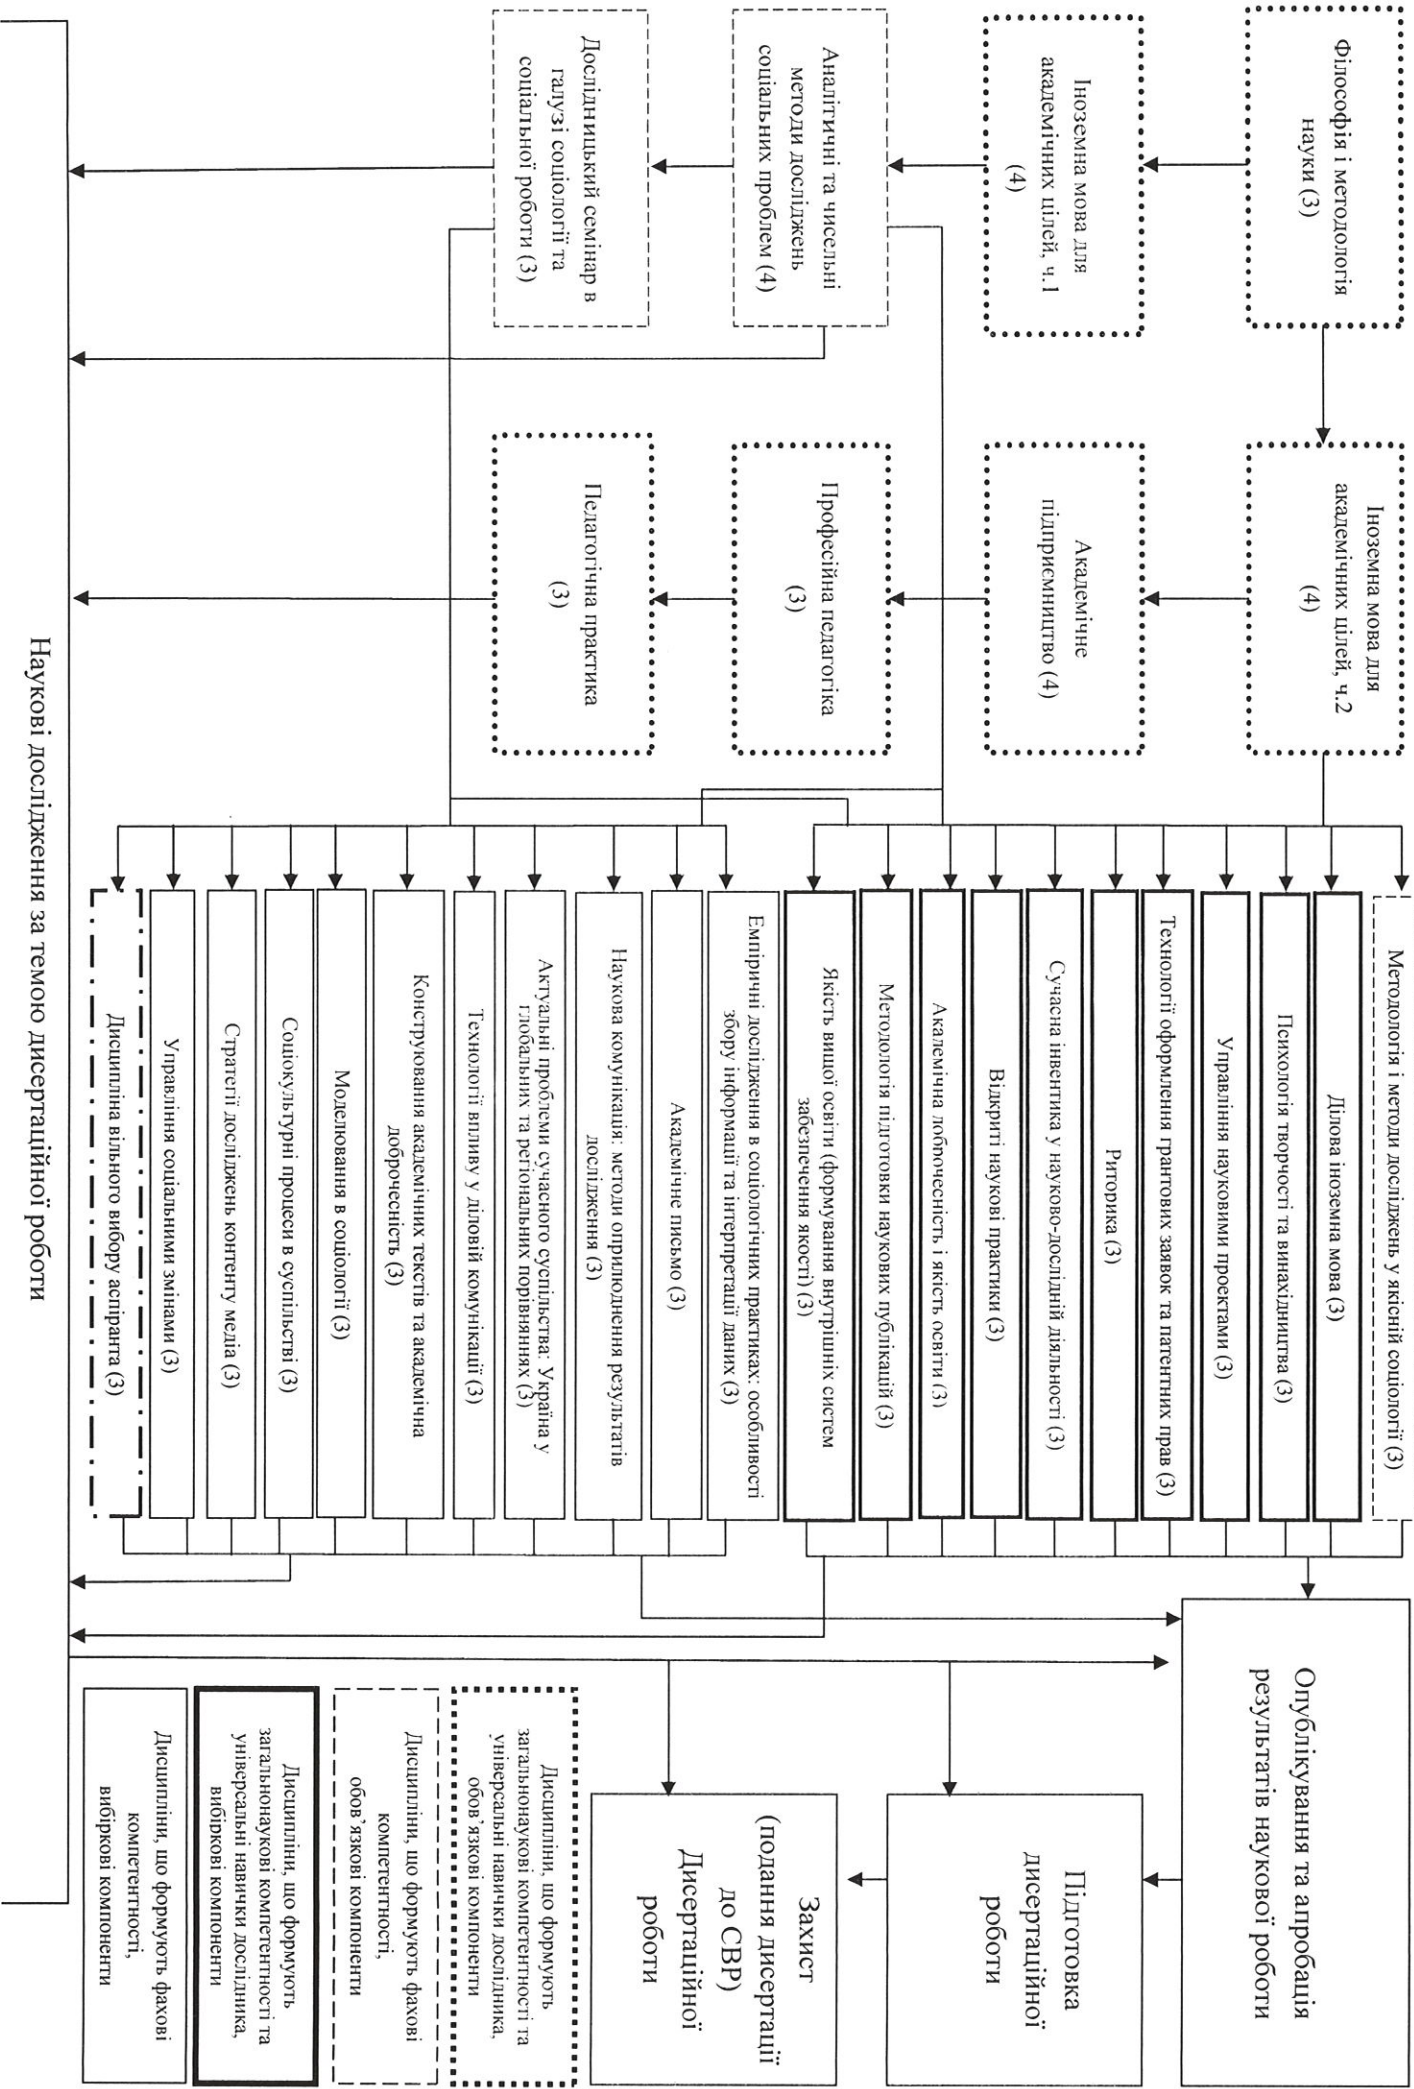 Філософія і методологія
науки (3)
Іноземна мова для
академічних цілей, ч.1
(4)
Аналітичні та чисельні
методи досліджень
соціальних проблем (4)
Дослідницький семінар в
галузі соціології та
соціальної роботи (3)
Іноземна мова для
академічних цілей, ч.2
(4)
Академічне
підприємництво (4)
Професійна педагогіка
(3)
Педагогічна практика
(3)
Методологія і методи досліджень у якісній соціології (3)
Ділова іноземна мова (3)
Психологія творчості та винахідництва (3)
Управління науковими проектами (3)
Технології оформлення грантових заявок та патентних прав (3)
Риторика (3)
Сучасна інвентика у науково-дослідній діяльності (3)
Відкриті наукові практики (3)
Академічна доброчесність і якість освіти (3)
Методологія підготовки наукових публікацій (3)
Якість вищої освіти (формування внутрішніх систем
забезпечення якості) (3)
Емпіричні дослідження в соціологічних практиках: особливості
збору інформації та інтерпретації даних (3)
Академічне письмо (3)
Наукова комунікація: методи оприлюднення результатів
дослідження (3)
Актуальні проблеми сучасного суспільства: Україна у
глобальних та регіональних порівняннях (3)
Технології впливу у діловій комунікації (3)
Конструювання академічних текстів та академічна
доброчесність (3)
Моделювання в соціології (3)
Соціокультурні процеси в суспільстві (3)
Стратегії досліджень контенту медіа (3)
Управління соціальними змінами (3)
Дисципліна вільного вибору аспіранта (3)
Опублікування та апробація
результатів наукової роботи
Підготовка
дисертаційної
роботи
Захист
(подання дисертації
до СВР)
Дисертаційної
роботи
Дисципліни, що формують
загальнонаукові компетентності та
універсальні навички дослідника,
обов’язкові компоненти
Дисципліни, що формують фахові
компетентності,
обов’язкові компоненти
Дисципліни, що формують
загальнонаукові компетентності та
універсальні навички дослідника,
вибіркові компоненти
Дисципліни, що формують фахові
компетентності,
вибіркові компоненти
Наукові дослідження за темою дисертаційної роботи